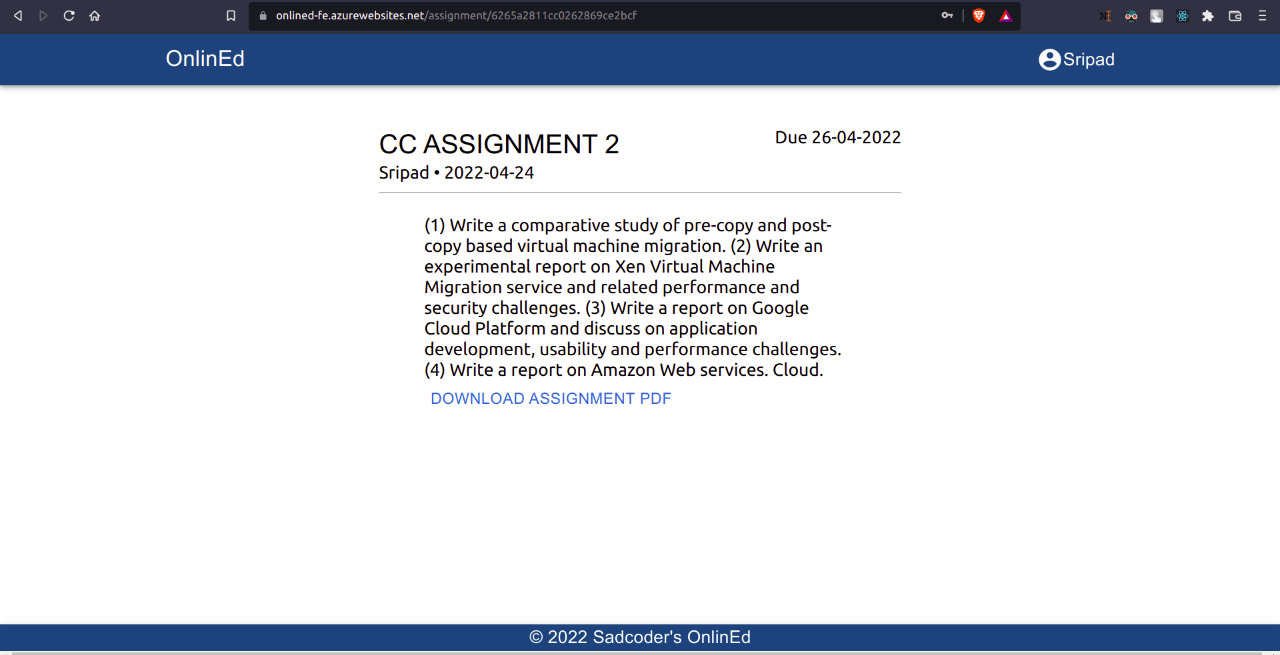 onlined-fe.azurewebsites.net/assignment/6265a2811cc0262869ce2bcf
OnlinEd
Sripad
CC ASSIGNMENT 2
Due 26-04-2022
Sripad • 2022-04-24
(1) Write a comparative study of pre-copy and post-
copy based virtual machine migration. (2) Write an
experimental report on Xen Virtual Machine
Migration service and related performance and
security challenges. (3) Write a report on Google
Cloud Platform and discuss on application
development, usability and performance challenges.
(4) Write a report on Amazon Web services. Cloud.
DOWNLOAD ASSIGNMENT PDF
© 2022 Sadcoder's OnlinEd